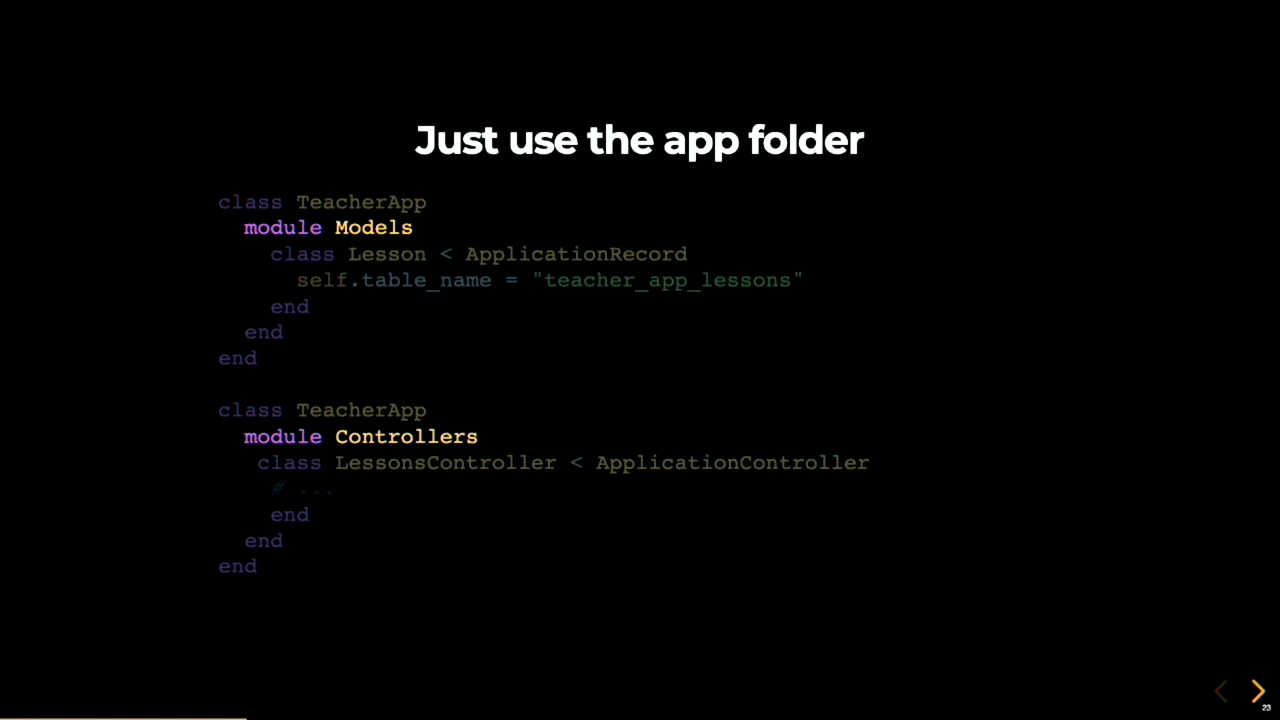 Just use the app folder
class TeacherApp
  module Models
    class Lesson < ApplicationRecord
      self.table_name = "teacher_app_lessons"
    end
  end
end
class TeacherApp
  module Controllers
   class LessonsController < ApplicationController
    # ...
    end
  end
end
23